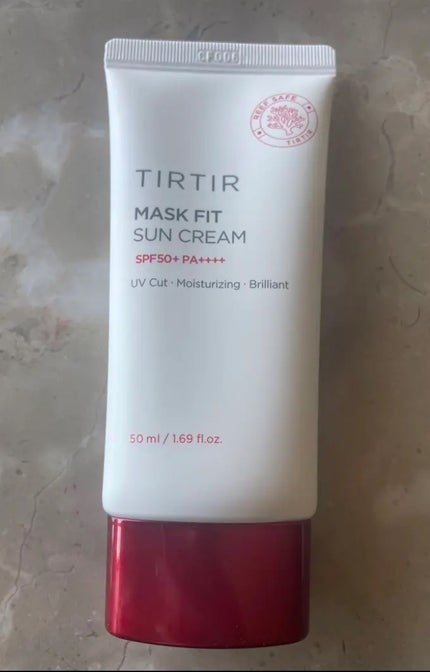 CF006
REEF SAFE
TIRTIR
TIRTIR
MASK FIT
SUN CREAM
SPF50+ PA++++
UV Cut · Moisturizing · Brilliant
50 ml / 1.69 fl.oz.